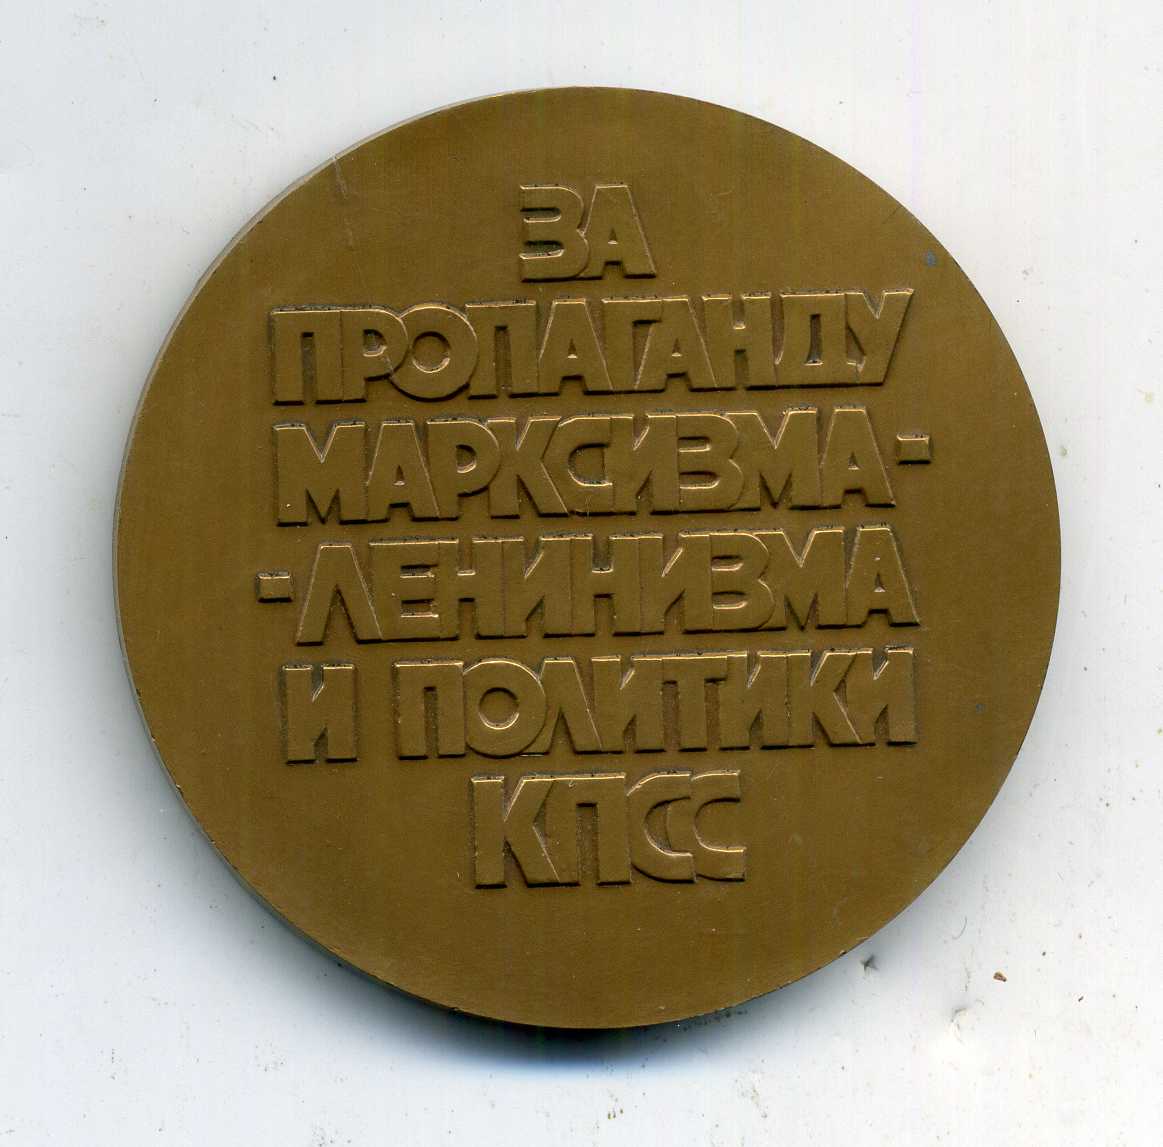 ЗА
ПРОПАГАНДУ
МАРКСИЗМА-
-ЛЕНИНИЗМА
И ПОЛИТИКИ
КПСС